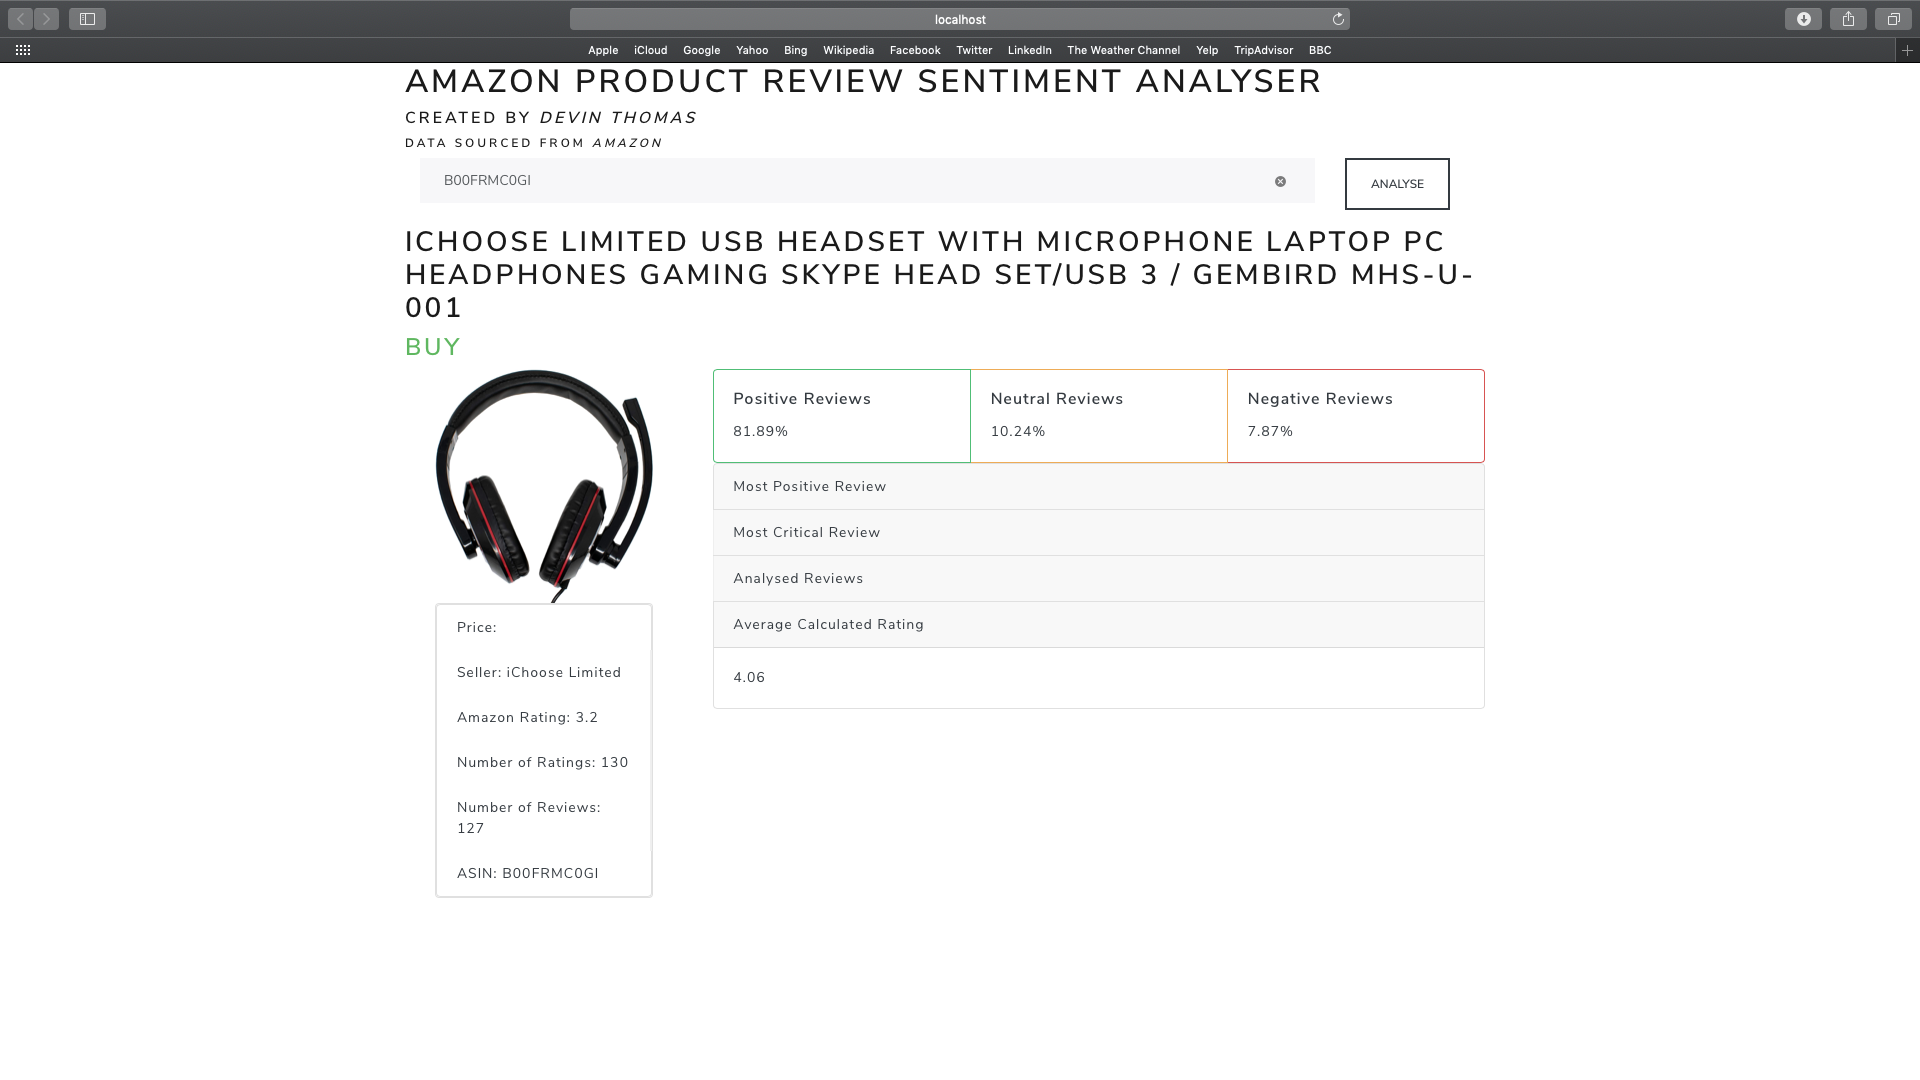 localhost
Apple iCloud Google Yahoo Bing Wikipedia Facebook Twitter LinkedIn The Weather Channel Yelp TripAdvisor BBC
AMAZON PRODUCT REVIEW SENTIMENT ANALYSER
CREATED BY DEVIN THOMAS
DATA SOURCED FROM AMAZON
B00FRMC0GI
ANALYSE
ICHOOSE LIMITED USB HEADSET WITH MICROPHONE LAPTOP PC
HEADPHONES GAMING SKYPE HEAD SET/USB 3 / GEMBIRD MHS-U-
001
BUY
Positive Reviews
81.89%
Neutral Reviews
10.24%
Negative Reviews
7.87%
Most Positive Review
Most Critical Review
Analysed Reviews
Average Calculated Rating
4.06
Price:
Seller: iChoose Limited
Amazon Rating: 3.2
Number of Ratings: 130
Number of Reviews:
127
ASIN: B00FRMC0GI